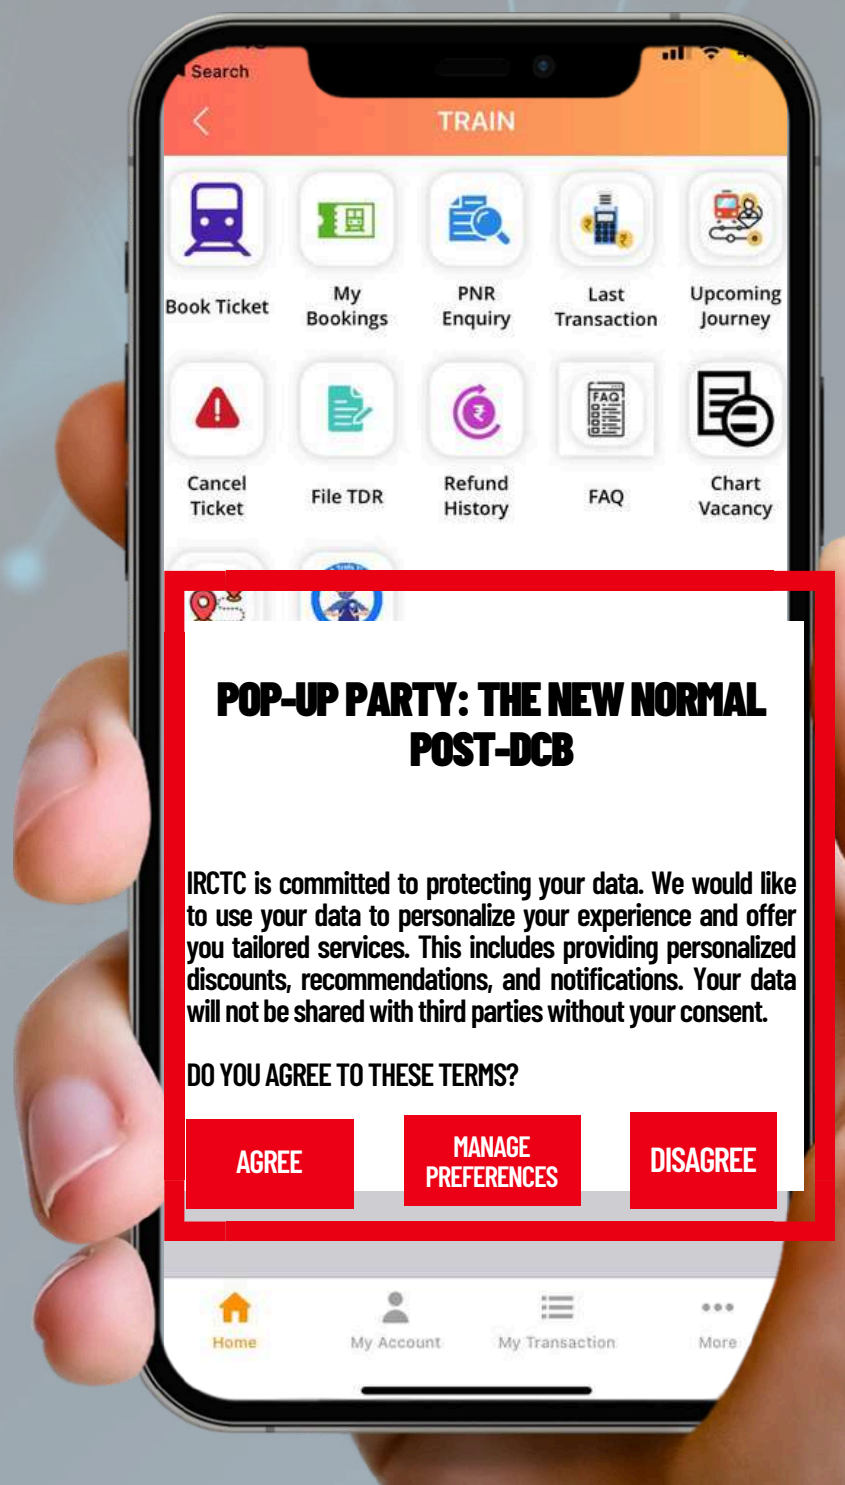 Search
TRAIN
Book Ticket
My Bookings
PNR Enquiry
Last Transaction
Upcoming Journey
Cancel Ticket
File TDR
Refund History
FAQ
FAQ
Chart Vacancy
POP-UP PARTY: THE NEW NORMAL
POST-DCB
IRCTC is committed to protecting your data. We would like
to use your data to personalize your experience and offer
you tailored services. This includes providing personalized
discounts, recommendations, and notifications. Your data
will not be shared with third parties without your consent.
DO YOU AGREE TO THESE TERMS?
AGREE
MANAGE
PREFERENCES
DISAGREE
Home
My Account
My Transaction
More